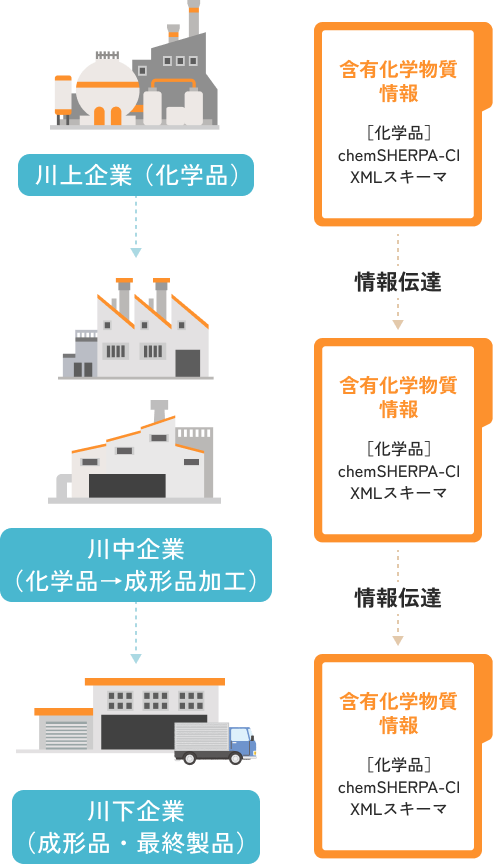 含有化学物質
情報
［化学品］
chemSHERPA-CI
XMLスキーマ
川上企業（化学品）
情報伝達
含有化学物質
情報
［化学品］
chemSHERPA-CI
XMLスキーマ
川中企業
（化学品→成形品加工）
情報伝達
含有化学物質
情報
［化学品］
chemSHERPA-CI
XMLスキーマ
川下企業
（成形品・最終製品）